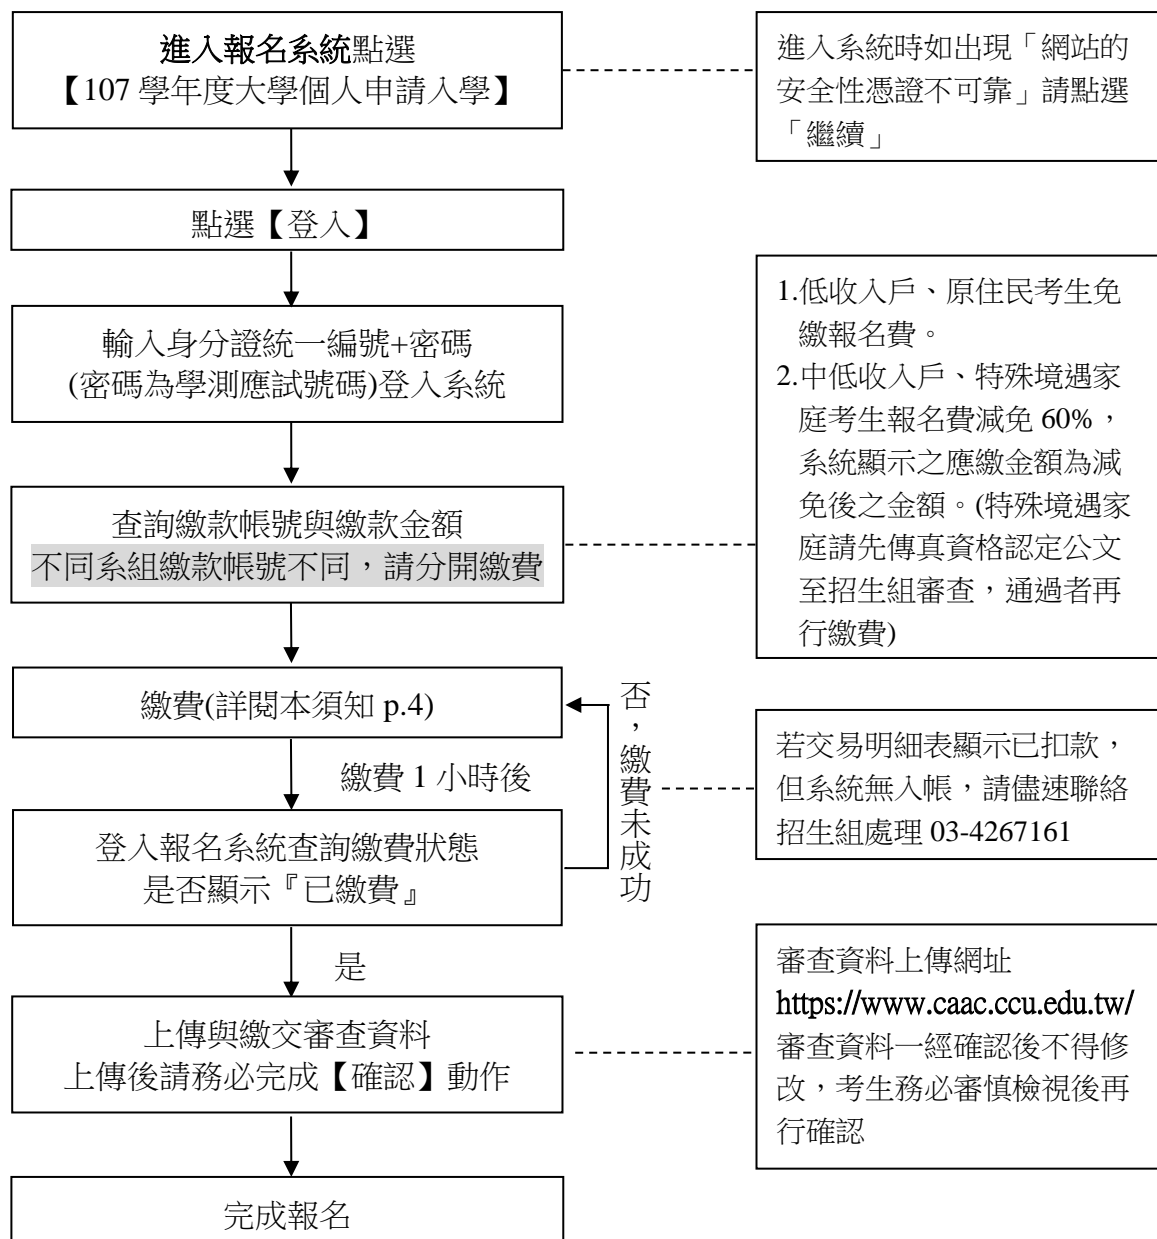 進入報名系統點選
【107 學年度大學個人申請入學】
進入系統時如出現「網站的
安全性憑證不可靠」請點選
「繼續」
點選【登入】
輸入身分證統一編號+密碼
(密碼為學測應試號碼)登入系統
1.低收入戶、原住民考生免
繳報名費。
2.中低收入戶、特殊境遇家
庭考生報名費減免 60%，
系統顯示之應繳金額為減
免後之金額。(特殊境遇家
庭請先傳真資格認定公文
至招生組審查，通過者再
行繳費)
查詢繳款帳號與繳款金額
不同系組繳款帳號不同，請分開繳費
繳費(詳閱本須知 p.4)
否，繳費未成功
繳費 1 小時後
若交易明細表顯示已扣款，
但系統無入帳，請儘速聯絡
招生組處理 03-4267161
登入報名系統查詢繳費狀態
是否顯示『已繳費』
是
上傳與繳交審查資料
上傳後請務必完成【確認】動作
審查資料上傳網址
https://www.caac.ccu.edu.tw/
審查資料一經確認後不得修
改，考生務必審慎檢視後再
行確認
完成報名